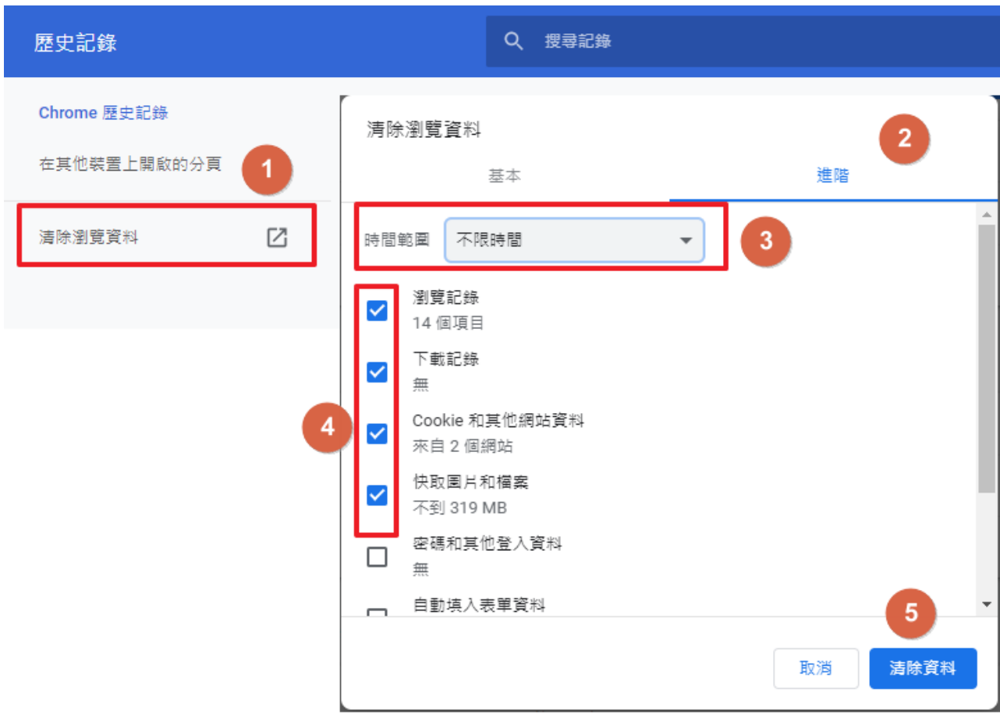 歷史記錄
搜尋記錄
Chrome 歷史記錄
在其他裝置上開啟的分頁
1
清除瀏覽資料
清除瀏覽資料
2
基本
進階
時間範圍
不限時間
3
瀏覽記錄
14 個項目
下載記錄
無
4
Cookie 和其他網站資料
來自 2 個網站
快取圖片和檔案
不到 319 MB
密碼和其他登入資料
無
自動填入表單資料
5
取消
清除資料